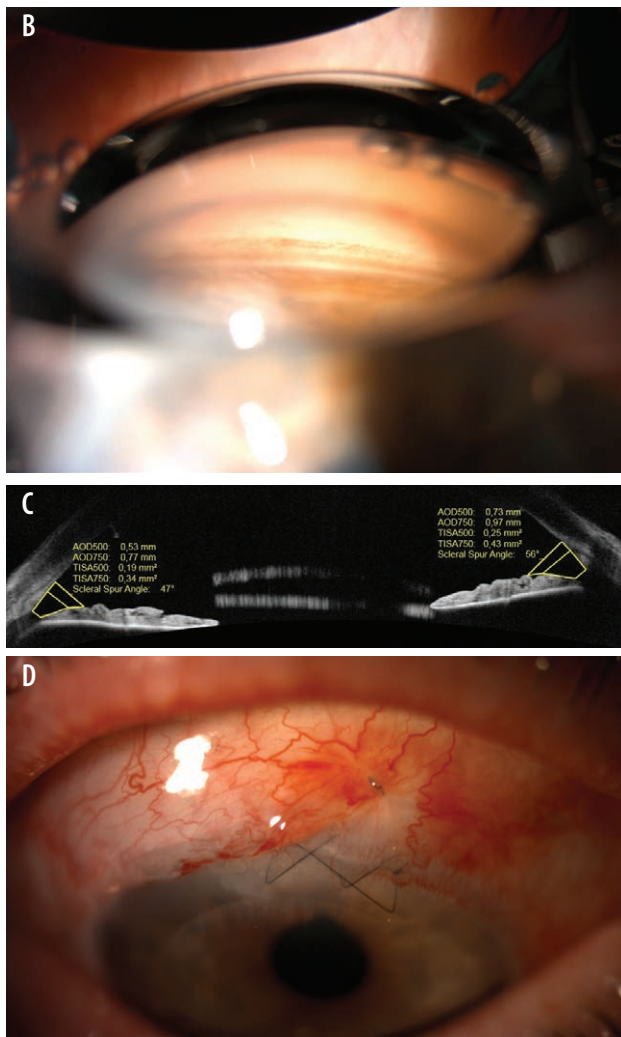 B
C
AOD500: 0,53 mm
AOD750: 0,77 mm
TISA500: 0,19 mm²
TISA750: 0,34 mm²
Scleral Spur Angle: 47°
AOD500: 0,73 mm
AOD750: 0,97 mm
TISA500: 0,25 mm²
TISA750: 0,43 mm²
Scleral Spur Angle: 56°
D